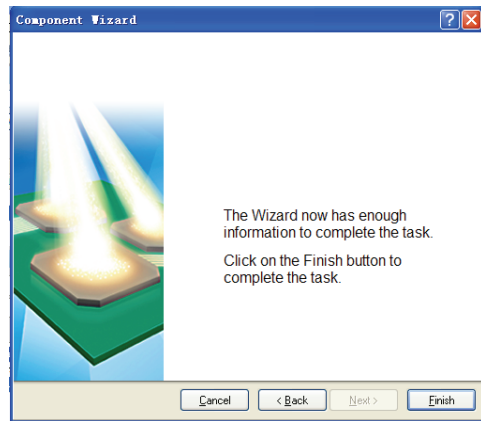 Component Wizard
The Wizard now has enough
information to complete the task.
Click on the Finish button to
complete the task.
Cancel < Back Next > Finish